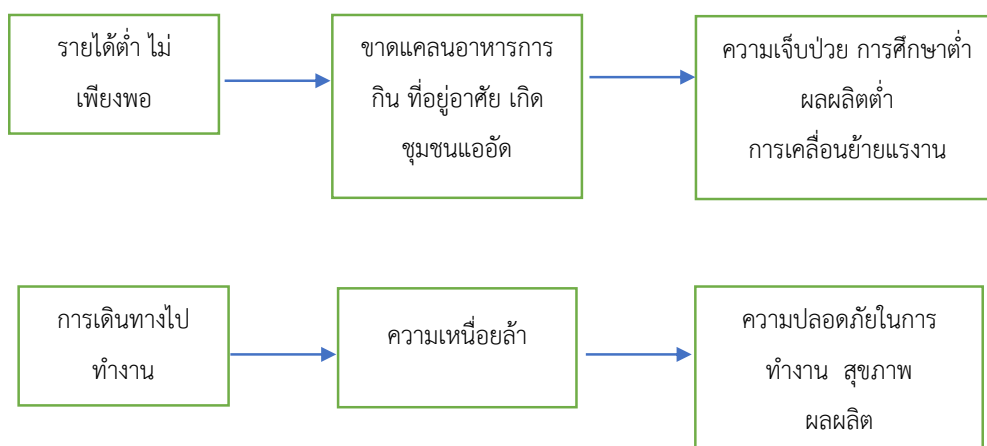 รายได้ต่ำ ไม่
เพียงพอ
ขาดแคลนอาหารการ
กิน ที่อยู่อาศัย เกิด
ชุมชนแออัด
ความเจ็บป่วย การศึกษาต่ำ
ผลผลิตต่ำ
การเคลื่อนย้ายแรงาน
การเดินทางไป
ทำงาน
ความเหนื่อยล้า
ความปลอดภัยในการ
ทำงาน สุขภาพ
ผลผลิต